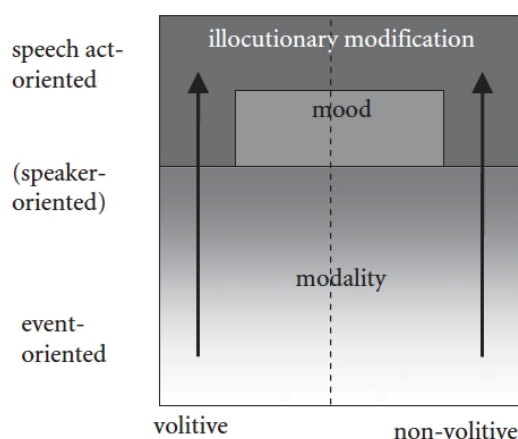 speech act-
oriented
illocutionary modification
mood
(speaker-
oriented)
modality
event-
oriented
volitive
non-volitive